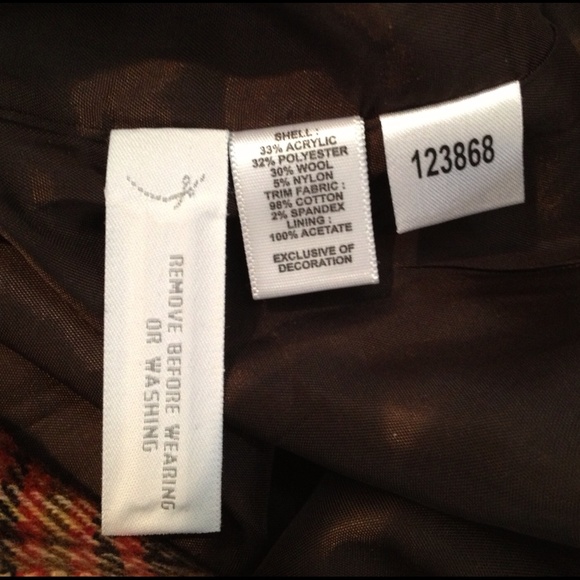 REMOVE BEFORE WEARING
OR WASHING
SHELL :
33% ACRYLIC
32% POLYESTER
30% WOOL
5% NYLON
TRIM FABRIC :
98% COTTON
2% SPANDEX
LINING :
100% ACETATE
EXCLUSIVE OF
DECORATION
123868